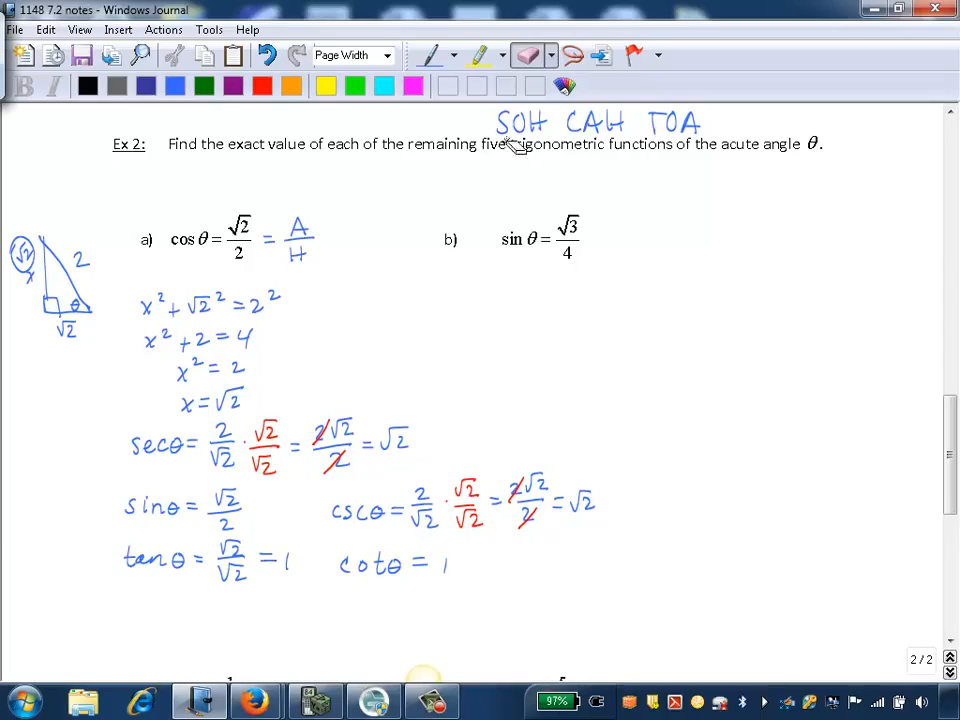 1148 7.2 notes - Windows Journal
File Edit View Insert Actions Tools Help
Page Width
B I
SOH CAH TOA
Ex 2: Find the exact value of each of the remaining five trigonometric functions of the acute angle θ.
a) cos θ = √2/2 = A/H
b) sin θ = √3/4
√2 x 2 θ √2
x² + √2² = 2²
x² + 2 = 4
x² = 2
x = √2
secθ = 2/√2 · √2/√2 = 2√2/2 = √2
sinθ = √2/2 cscθ = 2/√2 · √2/√2 = 2√2/2 = √2
tanθ = √2/√2 = 1 cotθ = 1
2 / 2
97%